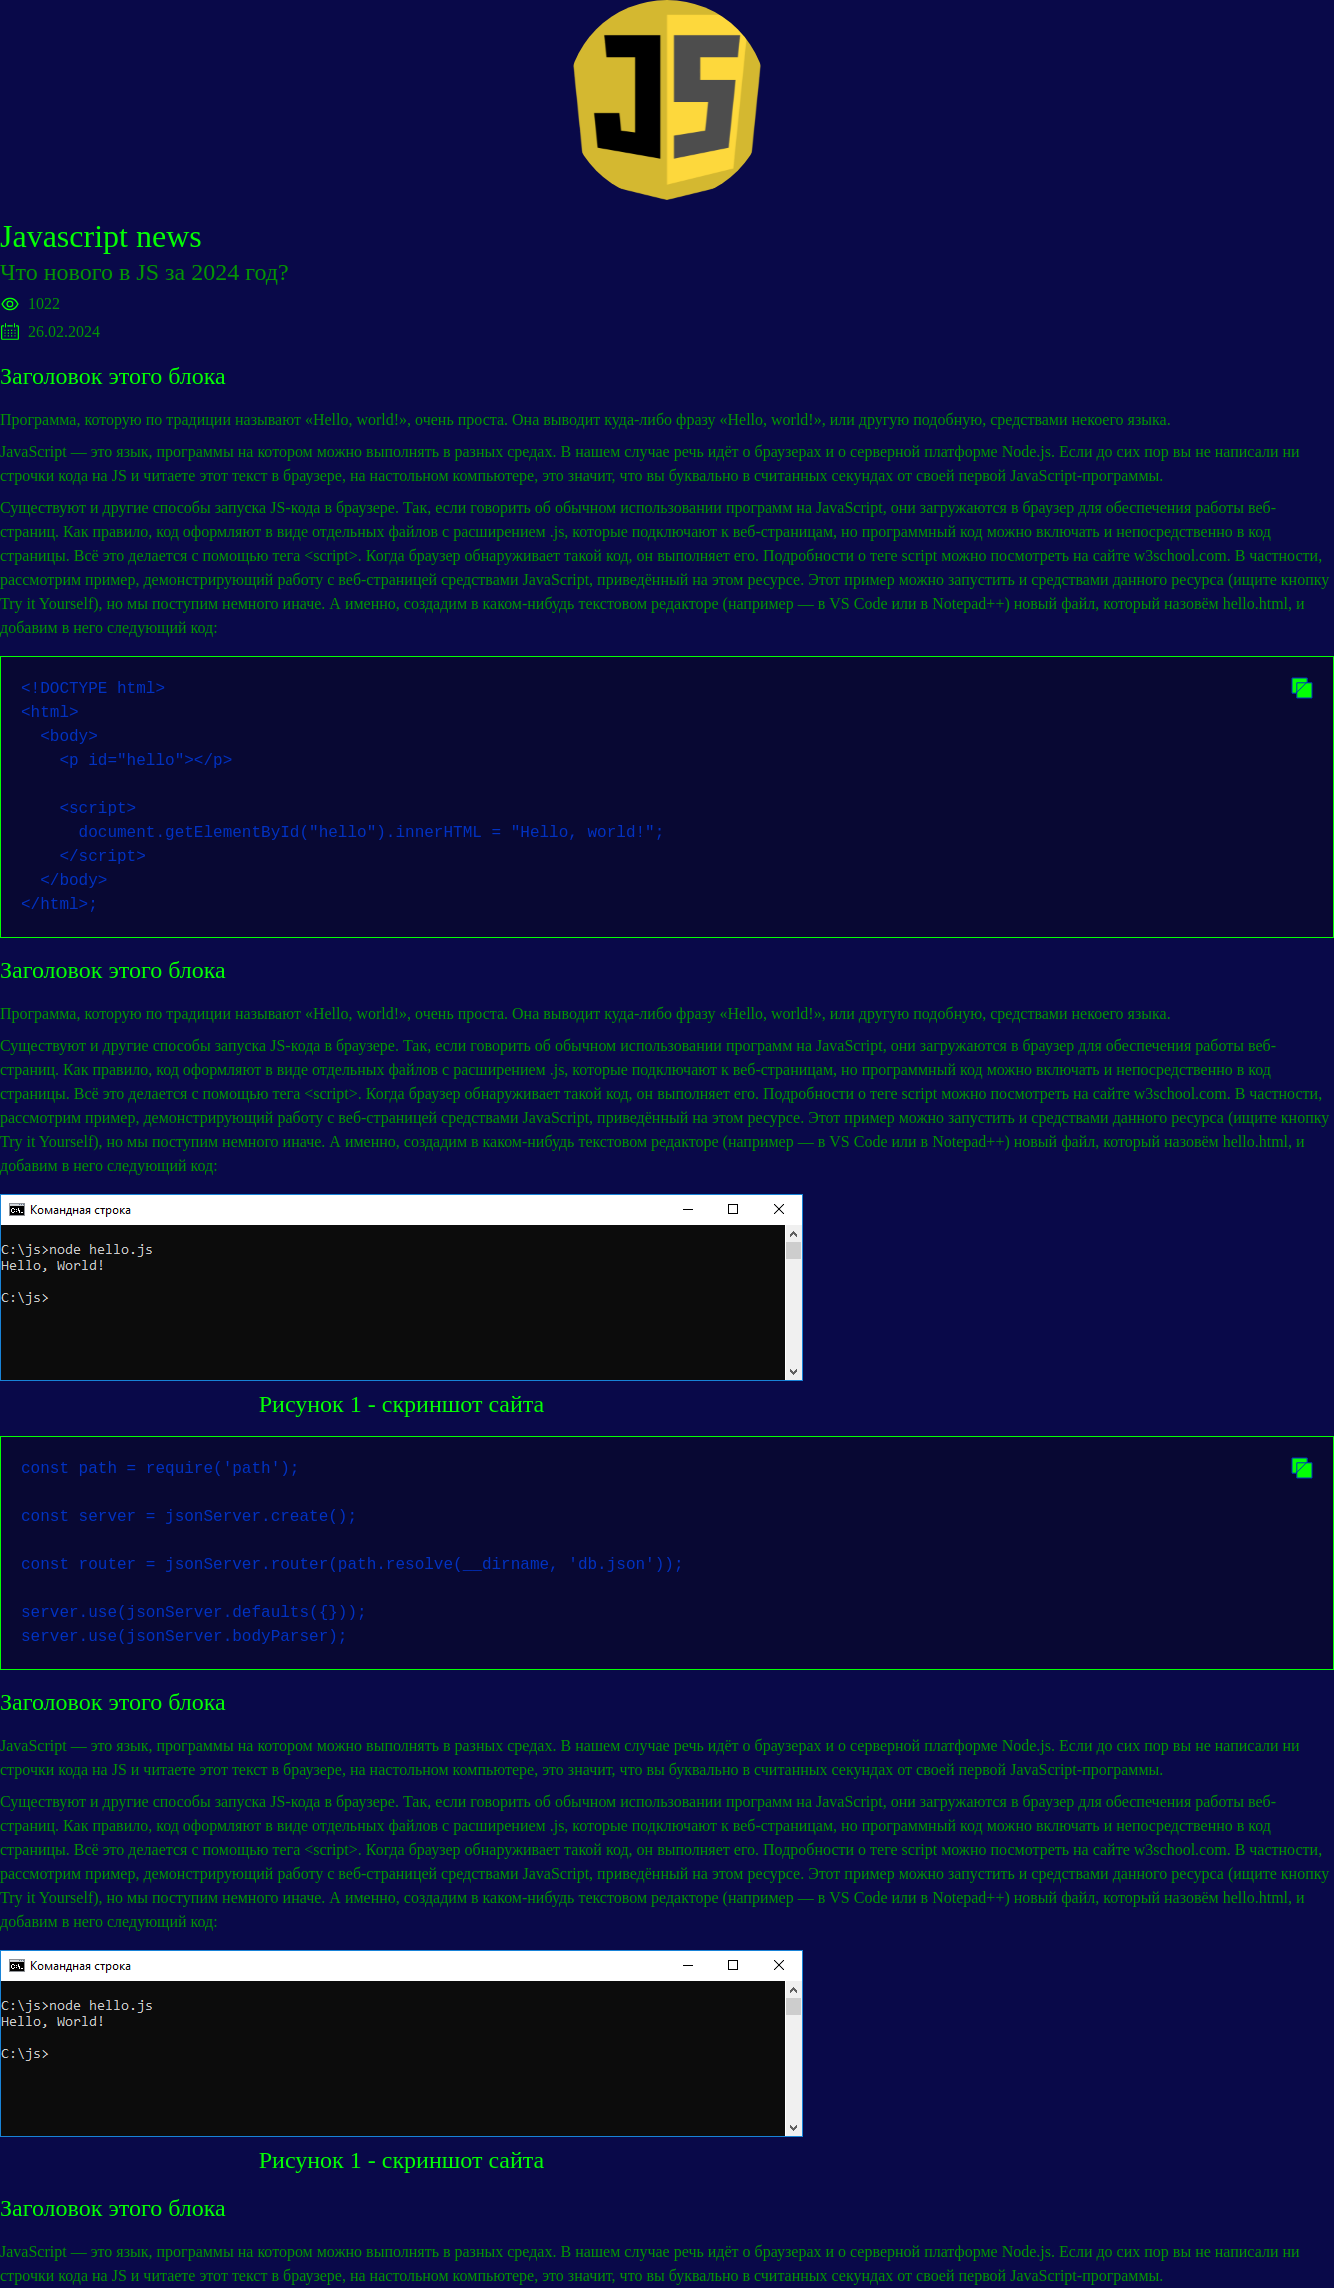 JS
Javascript news
Что нового в JS за 2024 год?
1022
26.02.2024
Заголовок этого блока
Программа, которую по традиции называют «Hello, world!», очень проста. Она выводит куда-либо фразу «Hello, world!», или другую подобную, средствами некоего языка.
JavaScript — это язык, программы на котором можно выполнять в разных средах. В нашем случае речь идёт о браузерах и о серверной платформе Node.js. Если до сих пор вы не написали ни
строчки кода на JS и читаете этот текст в браузере, на настольном компьютере, это значит, что вы буквально в считанных секундах от своей первой JavaScript-программы.
Существуют и другие способы запуска JS-кода в браузере. Так, если говорить об обычном использовании программ на JavaScript, они загружаются в браузер для обеспечения работы веб-
страниц. Как правило, код оформляют в виде отдельных файлов с расширением .js, которые подключают к веб-страницам, но программный код можно включать и непосредственно в код
страницы. Всё это делается с помощью тега <script>. Когда браузер обнаруживает такой код, он выполняет его. Подробности о теге script можно посмотреть на сайте w3school.com. В частности,
рассмотрим пример, демонстрирующий работу с веб-страницей средствами JavaScript, приведённый на этом ресурсе. Этот пример можно запустить и средствами данного ресурса (ищите кнопку
Try it Yourself), но мы поступим немного иначе. А именно, создадим в каком-нибудь текстовом редакторе (например — в VS Code или в Notepad++) новый файл, который назовём hello.html, и
добавим в него следующий код:
<!DOCTYPE html>
<html>
<body>
<p id="hello"></p>
<script>
document.getElementById("hello").innerHTML = "Hello, world!";
</script>
</body>
</html>;
Заголовок этого блока
Программа, которую по традиции называют «Hello, world!», очень проста. Она выводит куда-либо фразу «Hello, world!», или другую подобную, средствами некоего языка.
Существуют и другие способы запуска JS-кода в браузере. Так, если говорить об обычном использовании программ на JavaScript, они загружаются в браузер для обеспечения работы веб-
страниц. Как правило, код оформляют в виде отдельных файлов с расширением .js, которые подключают к веб-страницам, но программный код можно включать и непосредственно в код
страницы. Всё это делается с помощью тега <script>. Когда браузер обнаруживает такой код, он выполняет его. Подробности о теге script можно посмотреть на сайте w3school.com. В частности,
рассмотрим пример, демонстрирующий работу с веб-страницей средствами JavaScript, приведённый на этом ресурсе. Этот пример можно запустить и средствами данного ресурса (ищите кнопку
Try it Yourself), но мы поступим немного иначе. А именно, создадим в каком-нибудь текстовом редакторе (например — в VS Code или в Notepad++) новый файл, который назовём hello.html, и
добавим в него следующий код:
Командная строка
C:\js>node hello.js
Hello, World!
C:\js>
Рисунок 1 - скриншот сайта
const path = require('path');
const server = jsonServer.create();
const router = jsonServer.router(path.resolve(__dirname, 'db.json'));
server.use(jsonServer.defaults({}));
server.use(jsonServer.bodyParser);
Заголовок этого блока
JavaScript — это язык, программы на котором можно выполнять в разных средах. В нашем случае речь идёт о браузерах и о серверной платформе Node.js. Если до сих пор вы не написали ни
строчки кода на JS и читаете этот текст в браузере, на настольном компьютере, это значит, что вы буквально в считанных секундах от своей первой JavaScript-программы.
Существуют и другие способы запуска JS-кода в браузере. Так, если говорить об обычном использовании программ на JavaScript, они загружаются в браузер для обеспечения работы веб-
страниц. Как правило, код оформляют в виде отдельных файлов с расширением .js, которые подключают к веб-страницам, но программный код можно включать и непосредственно в код
страницы. Всё это делается с помощью тега <script>. Когда браузер обнаруживает такой код, он выполняет его. Подробности о теге script можно посмотреть на сайте w3school.com. В частности,
рассмотрим пример, демонстрирующий работу с веб-страницей средствами JavaScript, приведённый на этом ресурсе. Этот пример можно запустить и средствами данного ресурса (ищите кнопку
Try it Yourself), но мы поступим немного иначе. А именно, создадим в каком-нибудь текстовом редакторе (например — в VS Code или в Notepad++) новый файл, который назовём hello.html, и
добавим в него следующий код:
Командная строка
C:\js>node hello.js
Hello, World!
C:\js>
Рисунок 1 - скриншот сайта
Заголовок этого блока
JavaScript — это язык, программы на котором можно выполнять в разных средах. В нашем случае речь идёт о браузерах и о серверной платформе Node.js. Если до сих пор вы не написали ни
строчки кода на JS и читаете этот текст в браузере, на настольном компьютере, это значит, что вы буквально в считанных секундах от своей первой JavaScript-программы.